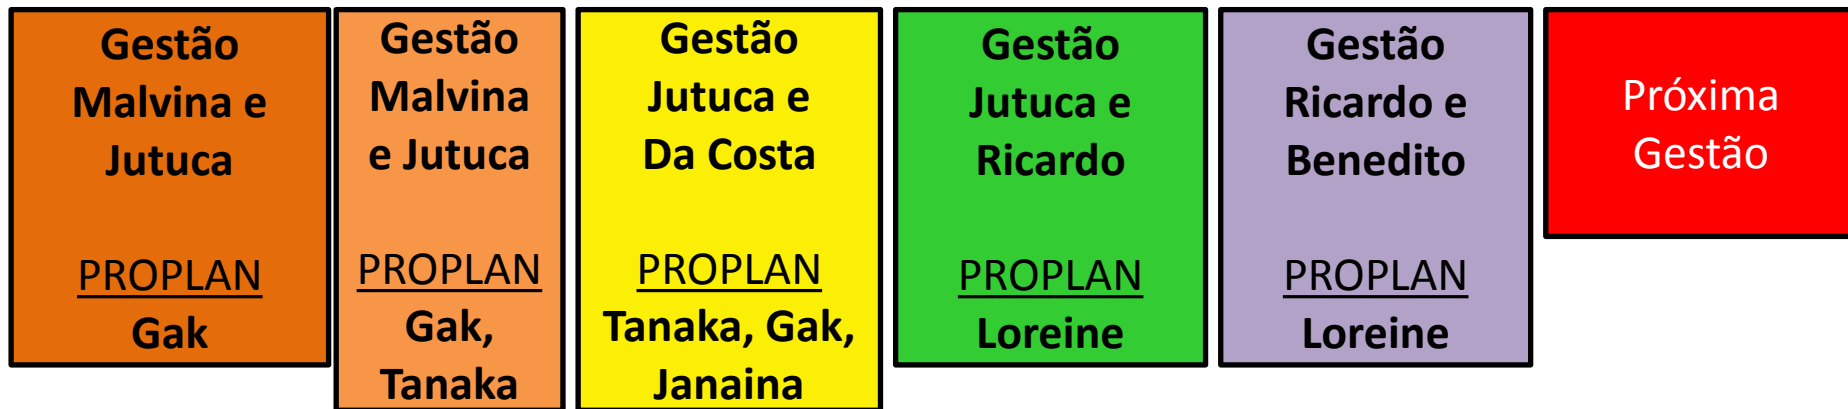 Gestão
Malvina e
Jutuca
PROPLAN
Gak
Gestão
Malvina
e Jutuca
PROPLAN
Gak,
Tanaka
Gestão
Jutuca e
Da Costa
PROPLAN
Tanaka, Gak,
Janaina
Gestão
Jutuca e
Ricardo
PROPLAN
Loreine
Gestão
Ricardo e
Benedito
PROPLAN
Loreine
Próxima
Gestão